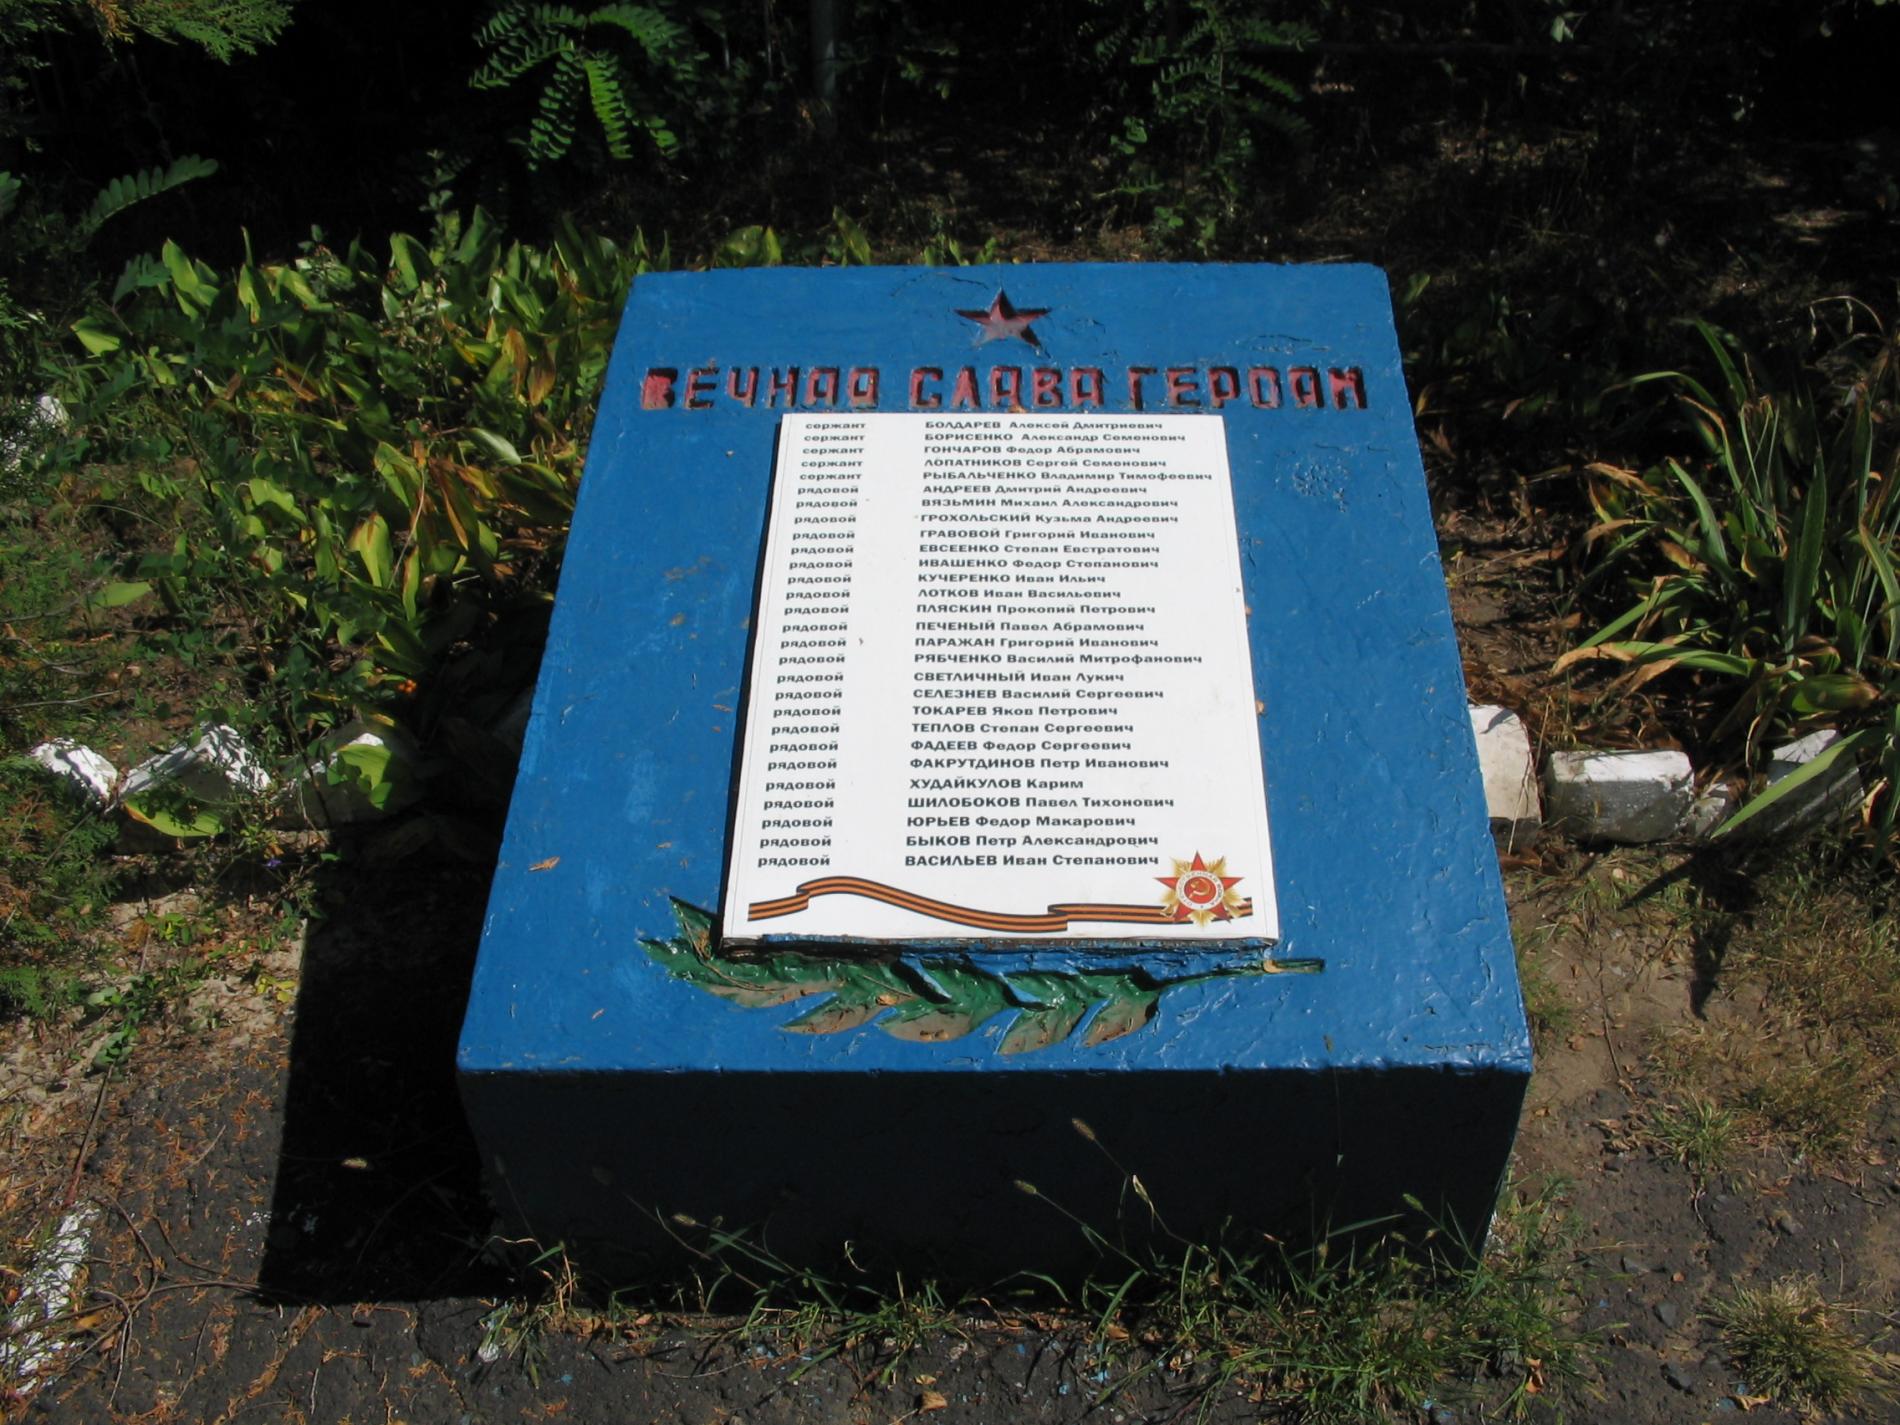 ВЕЧНАЯ СЛАВА ГЕРОЯМ
сержант БОЛДАРЕВ Алексей Дмитриевич
сержант БОРИСЕНКО Александр Семенович
сержант ГОНЧАРОВ Федор Абрамович
сержант ЛОПАТНИКОВ Сергей Семенович
сержант РЫБАЛЬЧЕНКО Владимир Тимофеевич
рядовой АНДРЕЕВ Дмитрий Андреевич
рядовой ВЯЗЬМИН Михаил Александрович
рядовой ГРОХОЛЬСКИЙ Кузьма Андреевич
рядовой ГРАВОВОЙ Григорий Иванович
рядовой ЕВСЕЕНКО Степан Евстратович
рядовой ИВАШЕНКО Федор Степанович
рядовой КУЧЕРЕНКО Иван Ильич
рядовой ЛОТКОВ Иван Васильевич
рядовой ПЛЯСКИН Прокопий Петрович
рядовой ПЕЧЕНЫЙ Павел Абрамович
рядовой ПАРАЖАН Григорий Иванович
рядовой РЯБЧЕНКО Василий Митрофанович
рядовой СВЕТЛИЧНЫЙ Иван Лукич
рядовой СЕЛЕЗНЕВ Василий Сергеевич
рядовой ТОКАРЕВ Яков Петрович
рядовой ТЕПЛОВ Степан Сергеевич
рядовой ФАДЕЕВ Федор Сергеевич
рядовой ФАКРУТДИНОВ Петр Иванович
рядовой ХУДАЙКУЛОВ Карим
рядовой ШИЛОБОКОВ Павел Тихонович
рядовой ЮРЬЕВ Федор Макарович
рядовой БЫКОВ Петр Александрович
рядовой ВАСИЛЬЕВ Иван Степанович